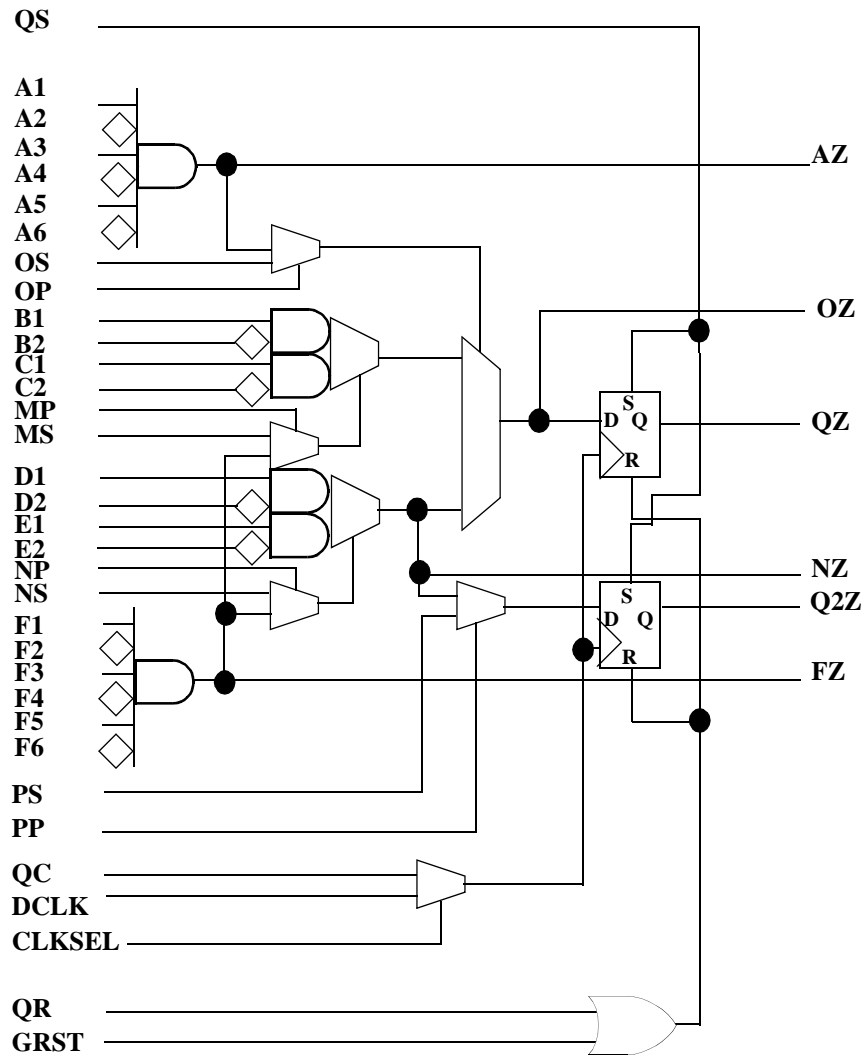 QS
A1
A2
A3
A4
A5
A6
AZ
OS
OP
B1
B2
C1
C2
MP
MS
OZ
S
D Q
R
QZ
D1
D2
E1
E2
NP
NS
NZ
S
D Q
R
Q2Z
F1
F2
F3
F4
F5
F6
FZ
PS
PP
QC
DCLK
CLKSEL
QR
GRST